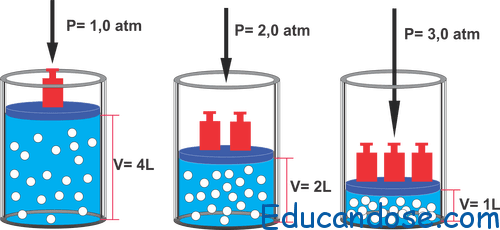 P= 1,0 atm
P= 2,0 atm
P= 3,0 atm
V= 4L
V= 2L
V= 1L
Educandose.com